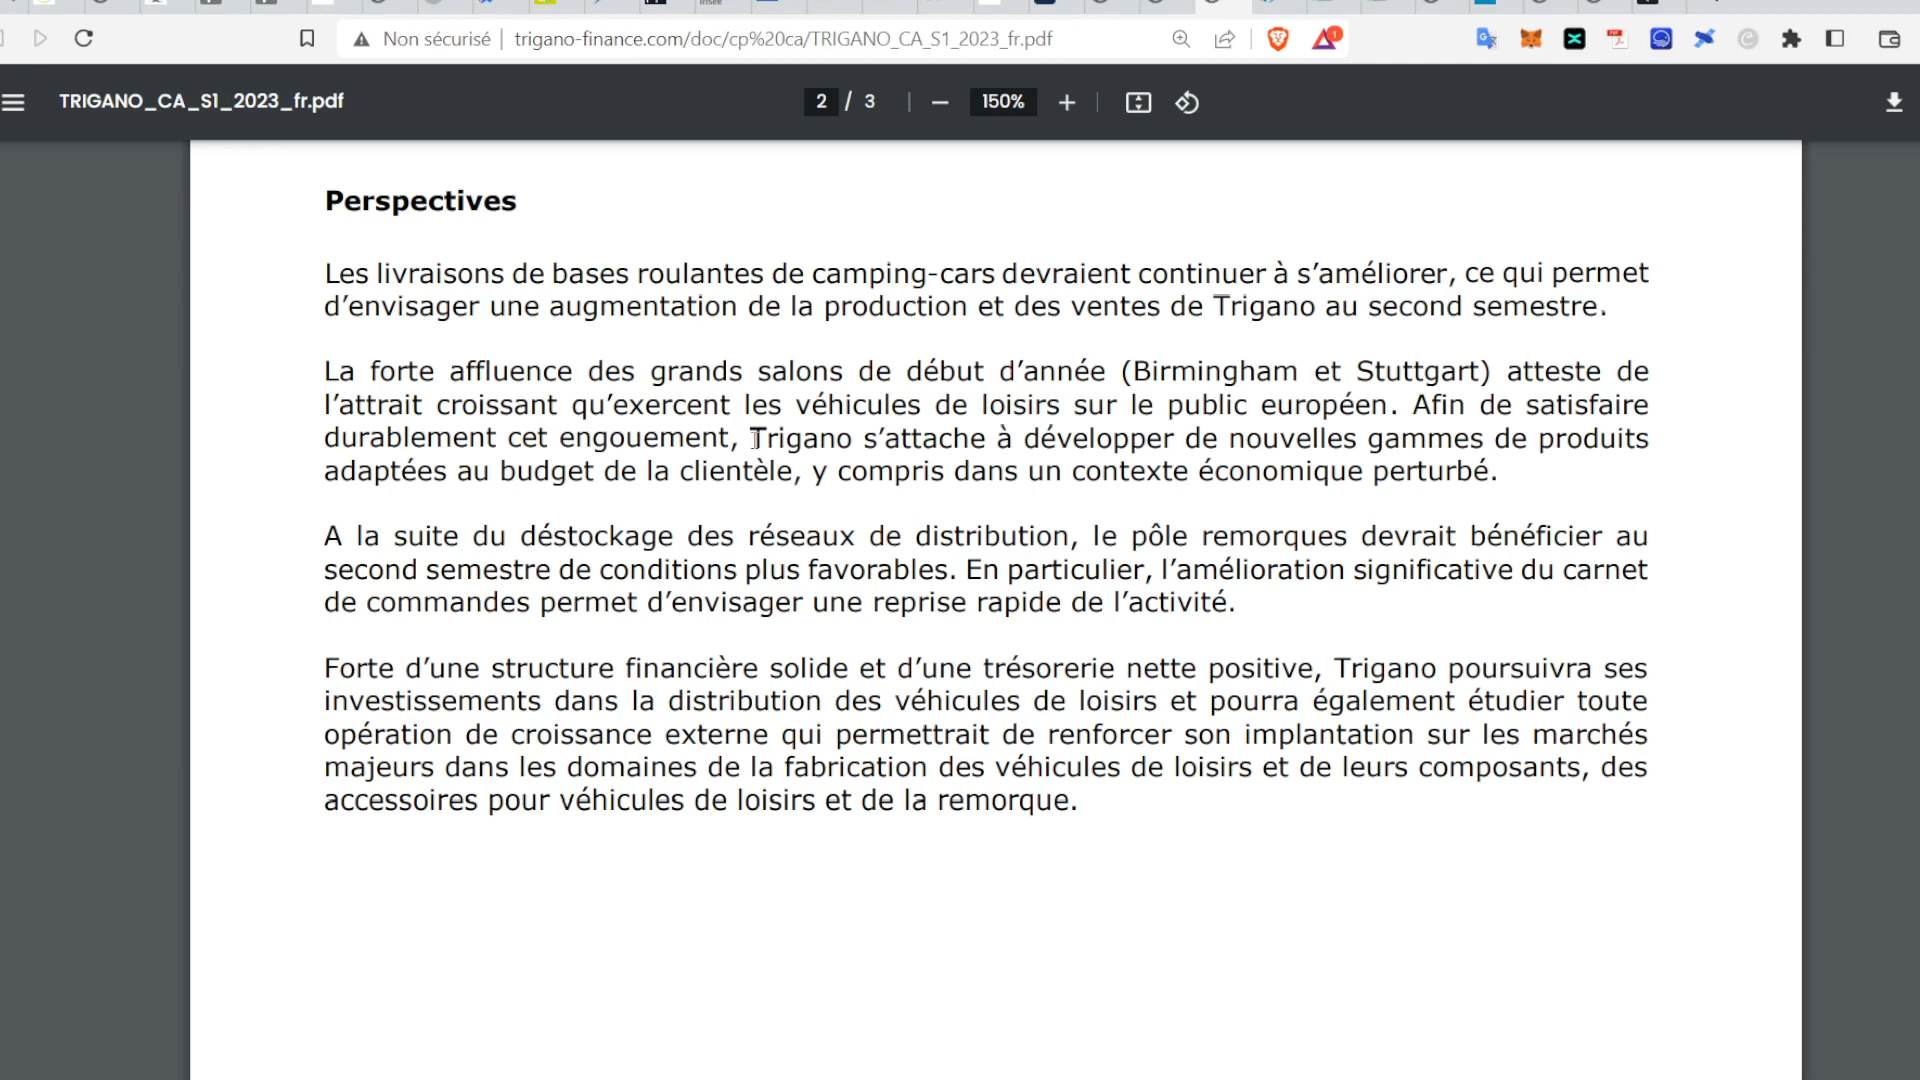 Non sécurisé
trigano-finance.com/doc/cp%20ca/TRIGANO_CA_S1_2023_fr.pdf
1
TRIGANO_CA_S1_2023_fr.pdf
2 / 3
150%
Perspectives
Les livraisons de bases roulantes de camping-cars devraient continuer à s’améliorer, ce qui permet
d’envisager une augmentation de la production et des ventes de Trigano au second semestre.
La forte affluence des grands salons de début d’année (Birmingham et Stuttgart) atteste de
l’attrait croissant qu’exercent les véhicules de loisirs sur le public européen. Afin de satisfaire
durablement cet engouement, Trigano s’attache à développer de nouvelles gammes de produits
adaptées au budget de la clientèle, y compris dans un contexte économique perturbé.
A la suite du déstockage des réseaux de distribution, le pôle remorques devrait bénéficier au
second semestre de conditions plus favorables. En particulier, l’amélioration significative du carnet
de commandes permet d’envisager une reprise rapide de l’activité.
Forte d’une structure financière solide et d’une trésorerie nette positive, Trigano poursuivra ses
investissements dans la distribution des véhicules de loisirs et pourra également étudier toute
opération de croissance externe qui permettrait de renforcer son implantation sur les marchés
majeurs dans les domaines de la fabrication des véhicules de loisirs et de leurs composants, des
accessoires pour véhicules de loisirs et de la remorque.